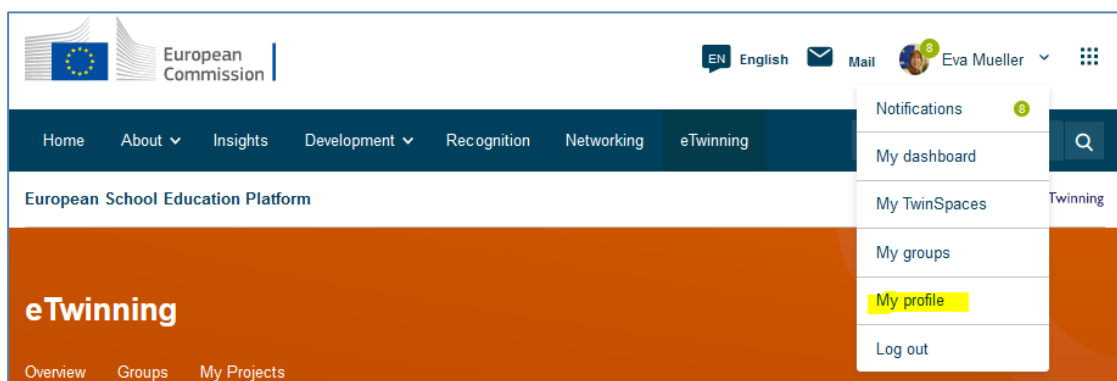 European
Commission
EN English Mail 8 Eva Mueller
Notifications 8
Home About Insights Development Recognition Networking eTwinning
My dashboard
European School Education Platform
My TwinSpaces
Twinning
My groups
eTwinning
My profile
Log out
Overview Groups My Projects